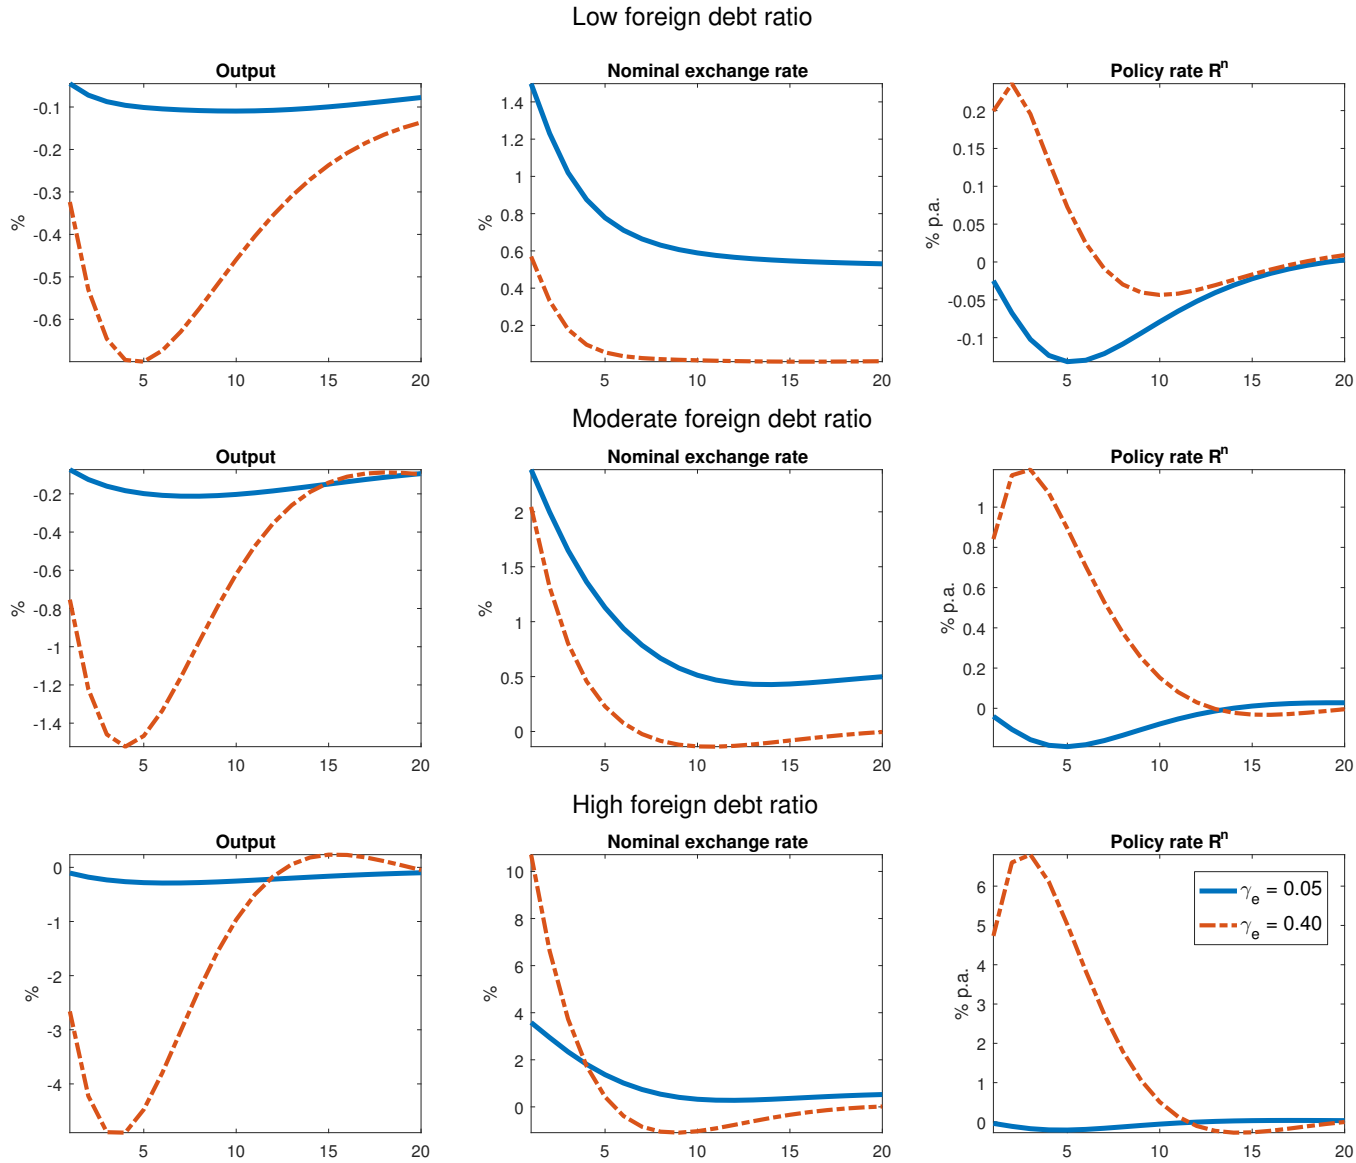 Low foreign debt ratio
Output
Nominal exchange rate
Policy rate Rⁿ
-0.1
-0.2
-0.3
-0.4
-0.5
-0.6
%
5 10 15 20
1.4
1.2
1
0.8
0.6
0.4
0.2
%
5 10 15 20
0.2
0.15
0.1
0.05
0
-0.05
-0.1
% p.a.
5 10 15 20
Moderate foreign debt ratio
Output
Nominal exchange rate
Policy rate Rⁿ
-0.2
-0.4
-0.6
-0.8
-1
-1.2
-1.4
%
5 10 15 20
2
1.5
1
0.5
0
%
5 10 15 20
1
0.8
0.6
0.4
0.2
0
% p.a.
5 10 15 20
High foreign debt ratio
Output
Nominal exchange rate
Policy rate Rⁿ
0
-1
-2
-3
-4
%
5 10 15 20
10
8
6
4
2
0
%
5 10 15 20
6
5
4
3
2
1
0
% p.a.
5 10 15 20
γₑ = 0.05
γₑ = 0.40